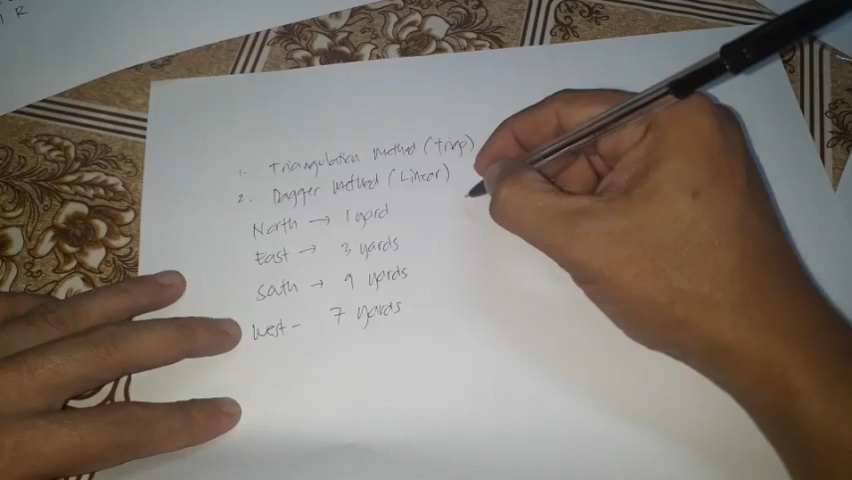 R
1. Triangulation method (Trip)
2. Dagger method (Linear)
North → 1 yard
East → 3 yards
South → 9 yards
West - 7 yards